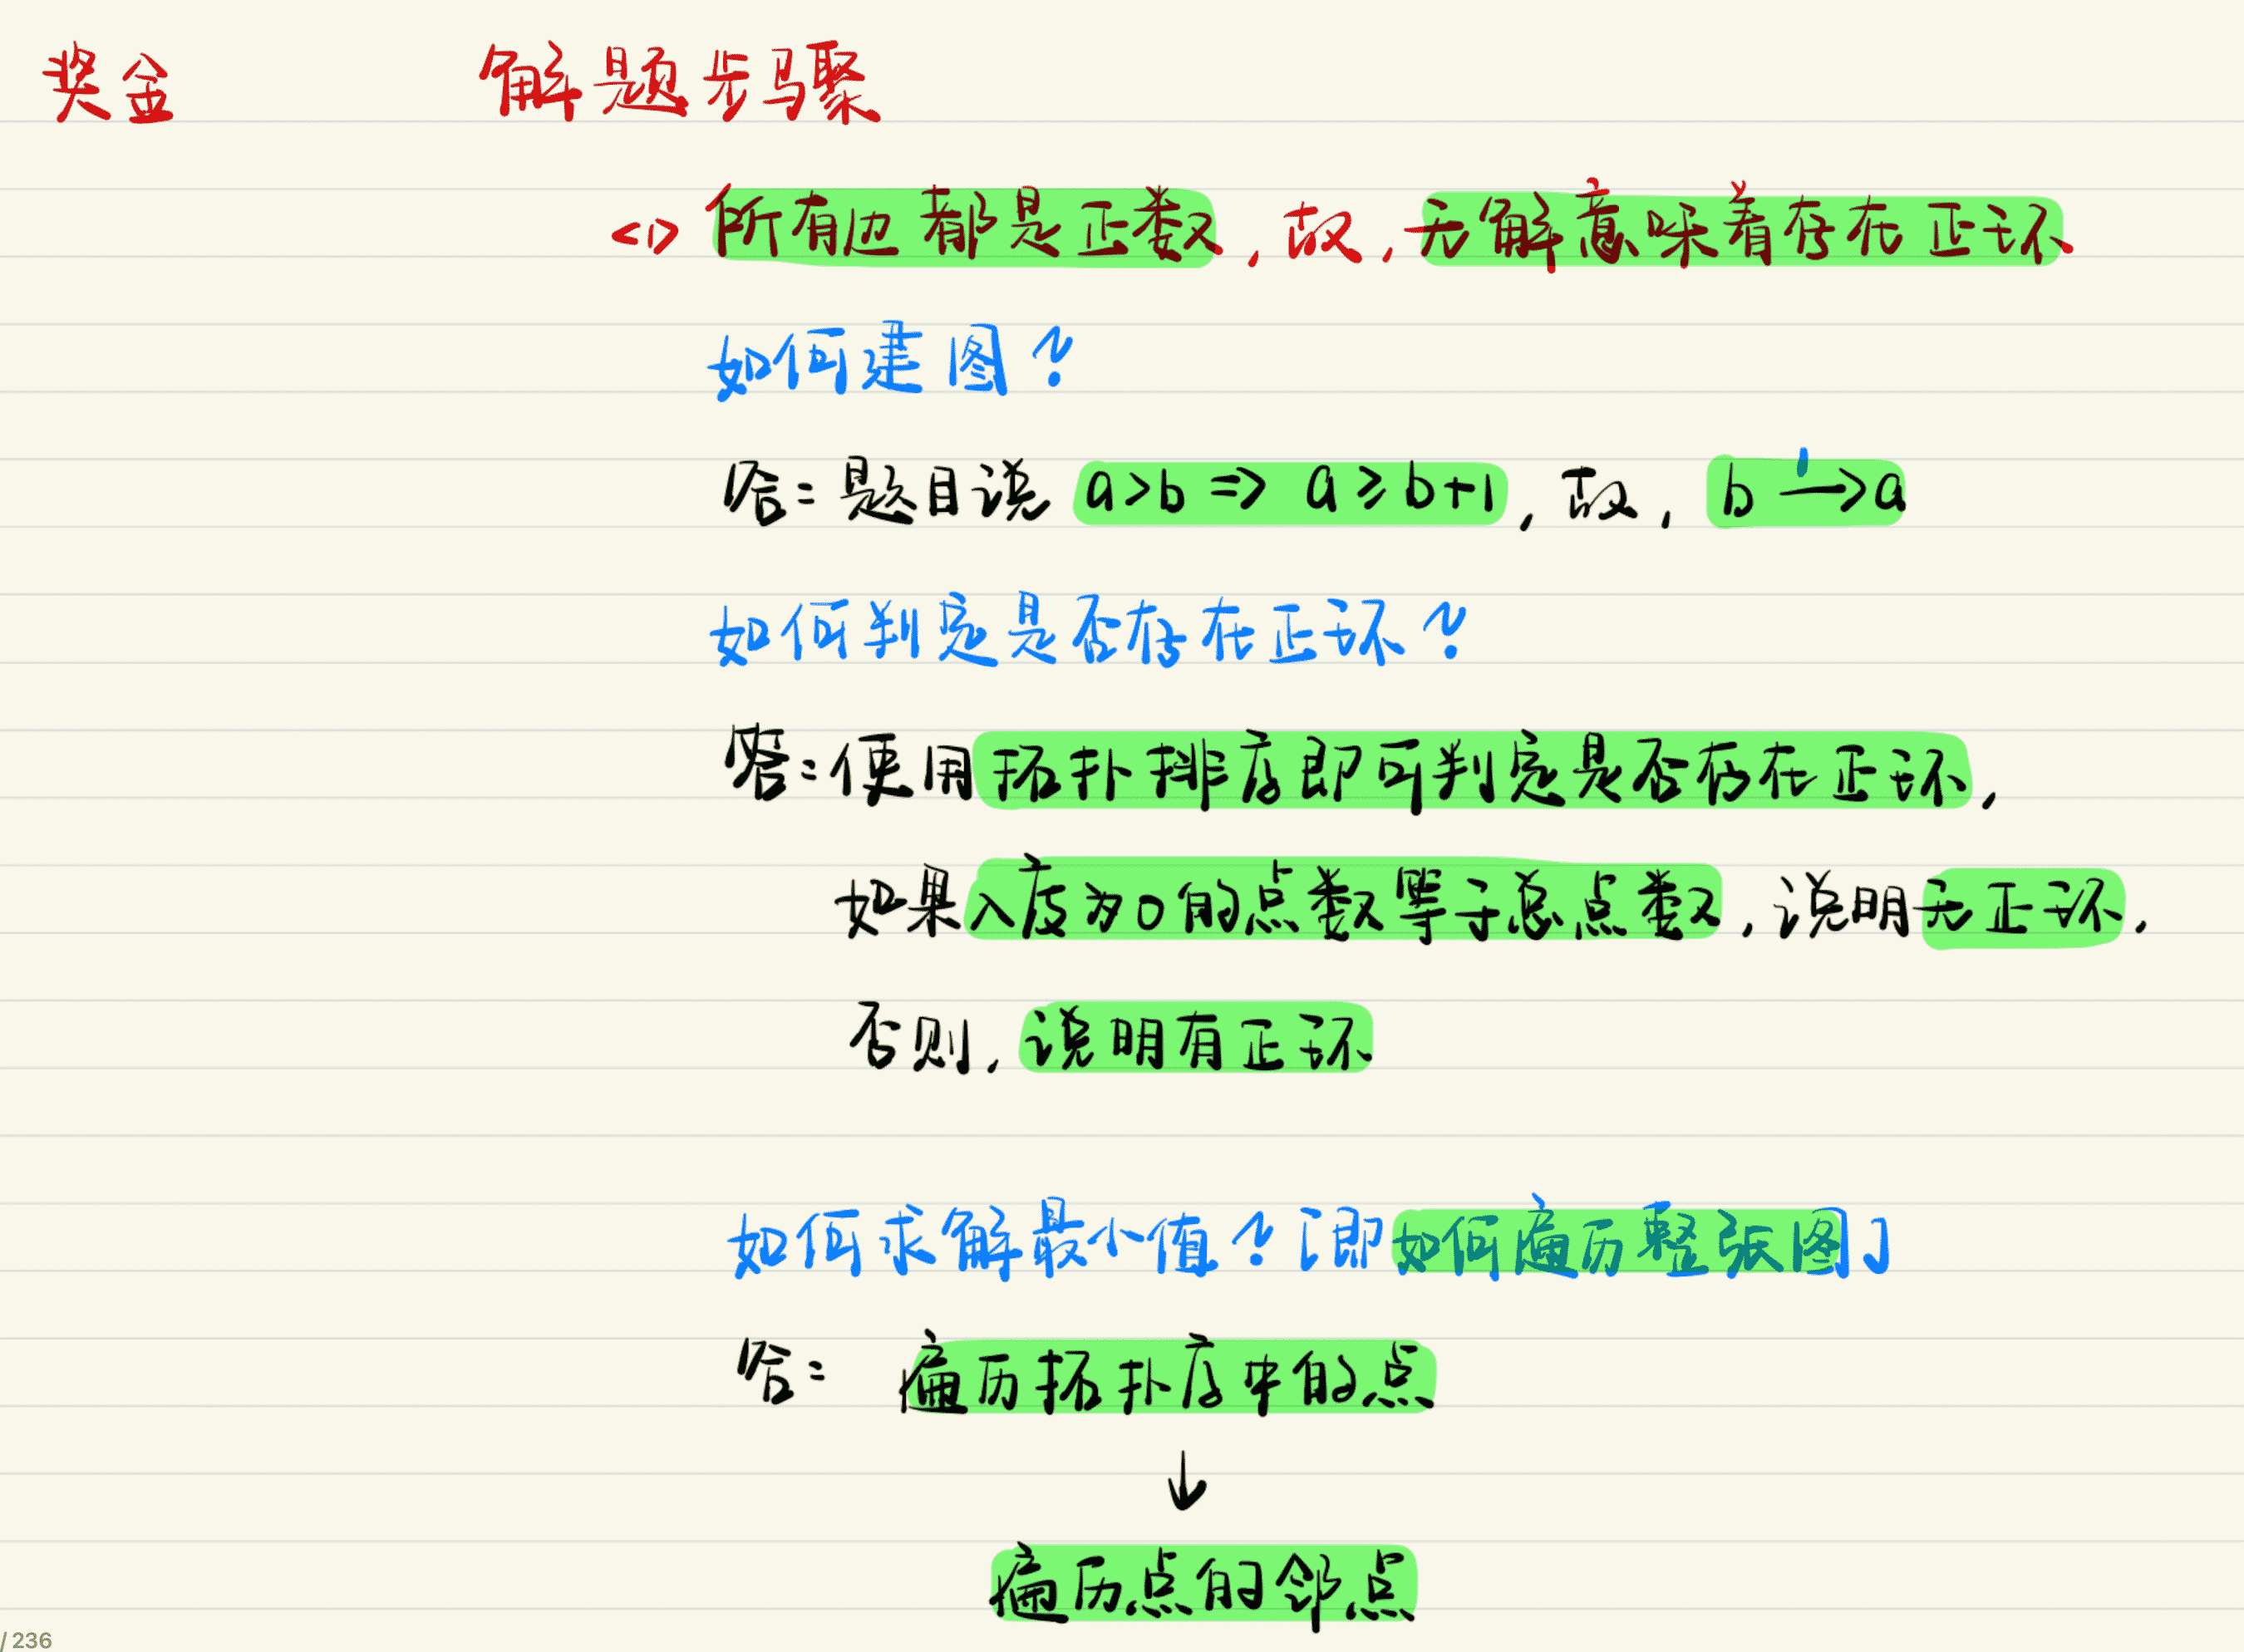 奖金 解题步骤
<1> 所有边都是正数,故,无解意味着存在正环
如何建图?
答:题目说 a>b => a≥b+1,故,b 1→a
如何判定是否存在正环?
答:使用拓扑排序即可判定是否存在正环,
如果入度为0的点数等于总点数,说明无正环,
否则,说明有正环
如何求解最小值?[即如何遍历整张图]
答: 遍历拓扑序中的点
↓
遍历点的邻点
/ 236